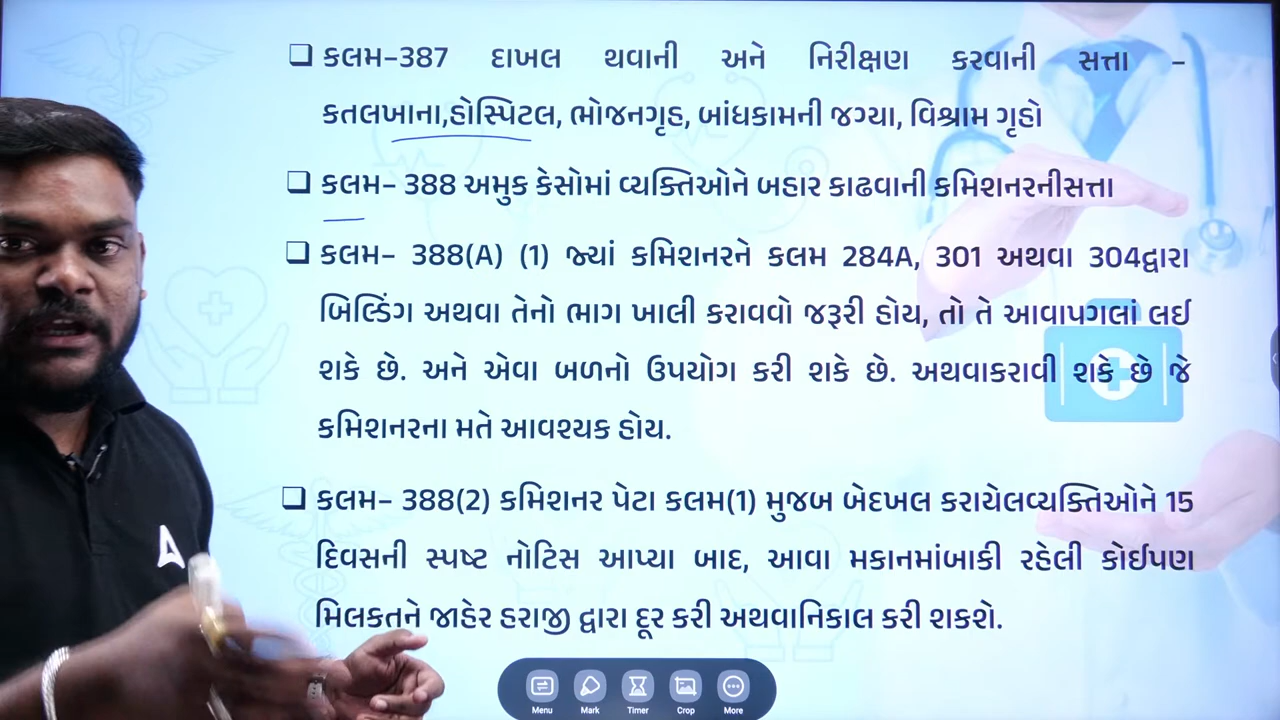 ❑ કલમ–387 દાખલ થવાની અને નિરીક્ષણ કરવાની સત્તા –
કતલખાના,હોસ્પિટલ, ભોજનગૃહ, બાંધકામની જગ્યા, વિશ્રામ ગૃહો
❑ કલમ– 388 અમુક કેસોમાં વ્યક્તિઓને બહાર કાઢવાની કમિશનરનીસત્તા
❑ કલમ– 388(A) (1) જ્યાં કમિશનરને કલમ 284A, 301 અથવા 304દ્વારા
બિલ્ડિંગ અથવા તેનો ભાગ ખાલી કરાવવો જરૂરી હોય, તો તે આવાપગલાં લઈ
શકે છે. અને એવા બળનો ઉપયોગ કરી શકે છે. અથવાકરાવી શકે છે જે
કમિશનરના મતે આવશ્યક હોય.
❑ કલમ– 388(2) કમિશનર પેટા કલમ(1) મુજબ બેદખલ કરાયેલવ્યક્તિઓને 15
દિવસની સ્પષ્ટ નોટિસ આપ્યા બાદ, આવા મકાનમાંબાકી રહેલી કોઈપણ
મિલકતને જાહેર હરાજી દ્વારા દૂર કરી અથવાનિકાલ કરી શકશે.
Menu Mark Timer Crop More